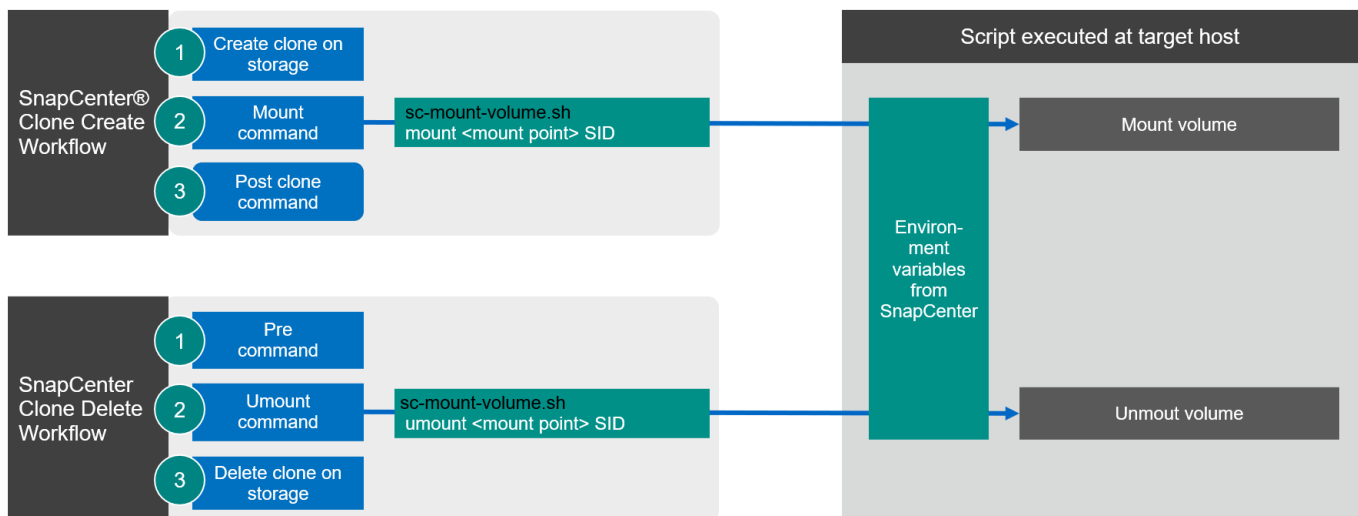 SnapCenter®
Clone Create
Workflow
1
Create clone on
storage
2
Mount
command
3
Post clone
command
sc-mount-volume.sh
mount <mount point> SID
SnapCenter
Clone Delete
Workflow
1
Pre
command
2
Umount
command
3
Delete clone on
storage
sc-mount-volume.sh
umount <mount point> SID
Script executed at target host
Environ-
ment
variables
from
SnapCenter
Mount volume
Unmout volume